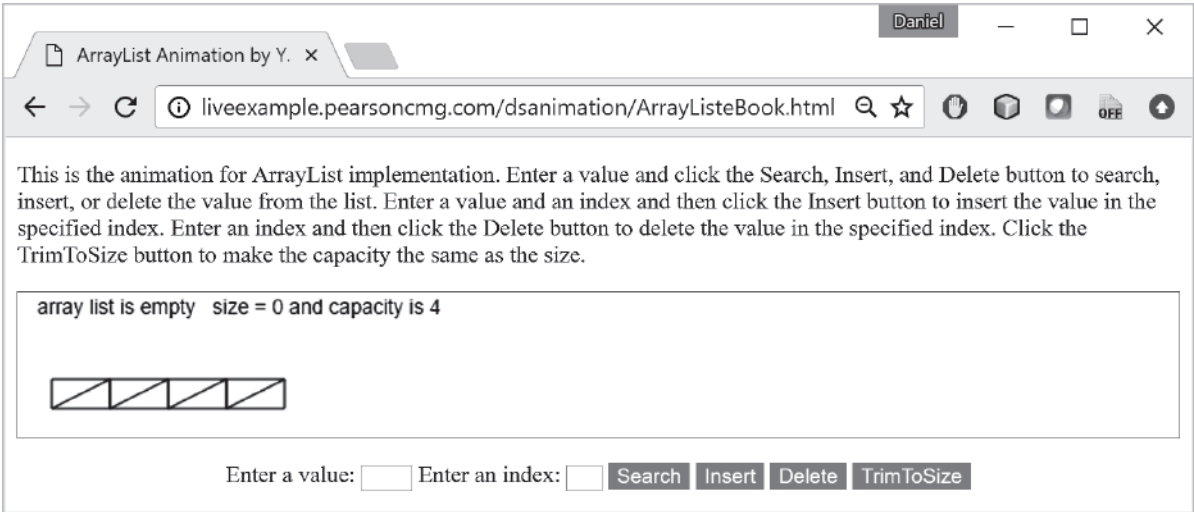 Daniel
ArrayList Animation by Y.
liveexample.pearsoncmg.com/dsanimation/ArrayListeBook.html
OFF
This is the animation for ArrayList implementation. Enter a value and click the Search, Insert, and Delete button to search,
insert, or delete the value from the list. Enter a value and an index and then click the Insert button to insert the value in the
specified index. Enter an index and then click the Delete button to delete the value in the specified index. Click the
TrimToSize button to make the capacity the same as the size.
array list is empty size = 0 and capacity is 4
Enter a value: Enter an index: Search Insert Delete TrimToSize